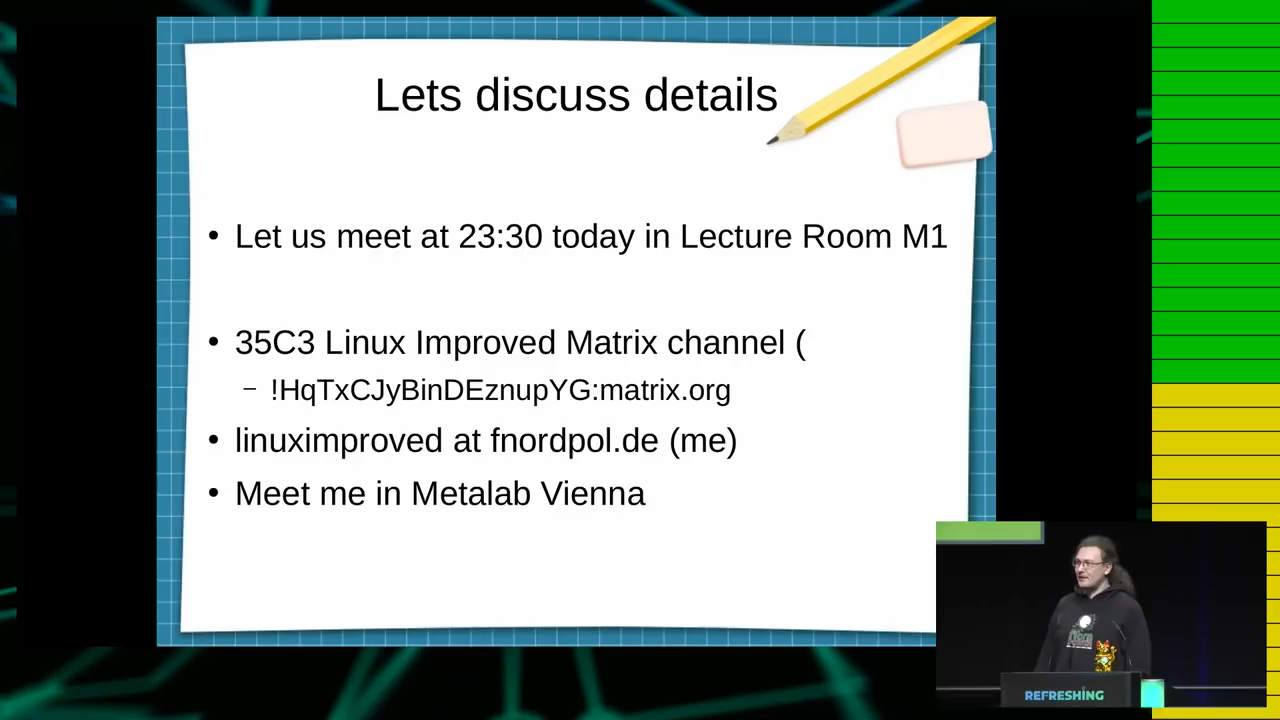 Lets discuss details
• Let us meet at 23:30 today in Lecture Room M1
• 35C3 Linux Improved Matrix channel (
– !HqTxCJyBinDEznupYG:matrix.org
• linuximproved at fnordpol.de (me)
• Meet me in Metalab Vienna
REFRESHING